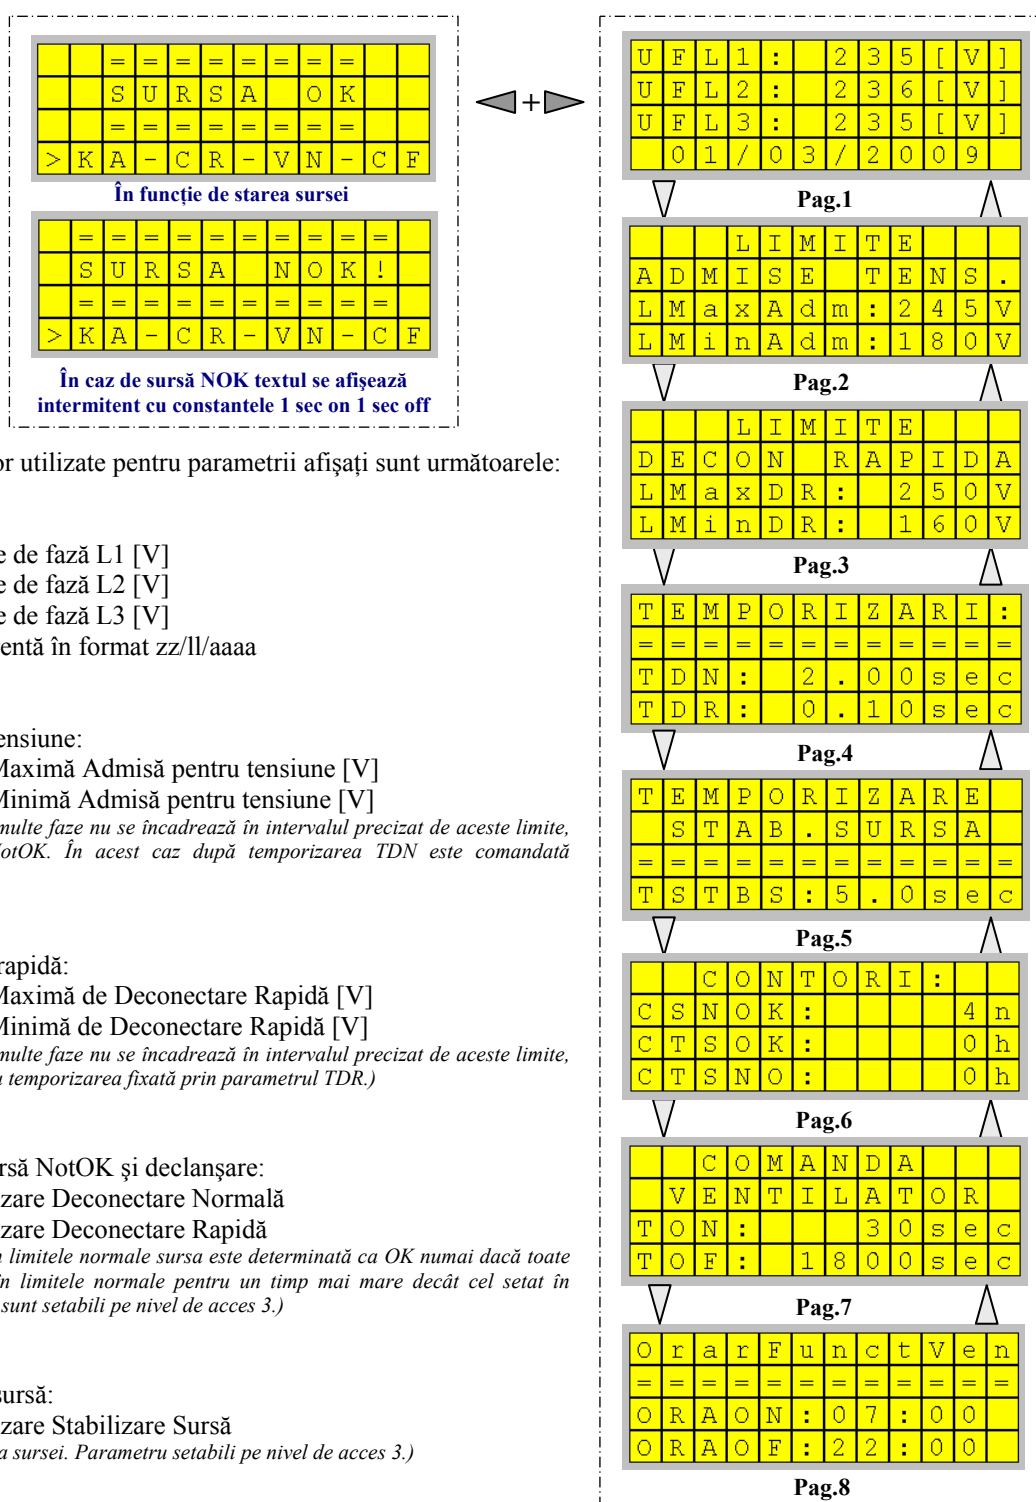 =======
SURSA OK
=======
>KA-CR-VN-CF
În funcţie de starea sursei
=========
SURSA NOK!
=========
>KA-CR-VN-CF
În caz de sursă NOK textul se afişează
intermitent cu constantele 1 sec on 1 sec off
+
or utilizate pentru parametrii afişaţi sunt următoarele:
e de fază L1 [V]
e de fază L2 [V]
e de fază L3 [V]
entă în format zz/ll/aaaa
ensiune:
Maximă Admisă pentru tensiune [V]
Minimă Admisă pentru tensiune [V]
multe faze nu se încadrează în intervalul precizat de aceste limite,
NotOK. În acest caz după temporizarea TDN este comandată
rapidă:
Maximă de Deconectare Rapidă [V]
Minimă de Deconectare Rapidă [V]
multe faze nu se încadrează în intervalul precizat de aceste limite,
u temporizarea fixată prin parametrul TDR.)
rsă NotOK şi declanşare:
zare Deconectare Normală
zare Deconectare Rapidă
n limitele normale sursa este determinată ca OK numai dacă toate
în limitele normale pentru un timp mai mare decât cel setat în
sunt setabili pe nivel de acces 3.)
sursă:
zare Stabilizare Sursă
a sursei. Parametru setabili pe nivel de acces 3.)
UFL1: 235[V]
UFL2: 236[V]
UFL3: 235[V]
01/03/2009
Pag.1
LIMITE
ADMISE TENS.
LMaxAdm:245V
LMinAdm:180V
Pag.2
LIMITE
DECON RAPIDA
LMaxDR: 250V
LMinDR: 160V
Pag.3
TEMPORIZARI:
============
TDN: 2.00sec
TDR: 0.10sec
Pag.4
TEMPORIZARE
STAB.SURSA
============
TSTBS:5.0sec
Pag.5
CONTORI:
CSNOK: 4n
CTSOK: 0h
CTSNO: 0h
Pag.6
COMANDA
VENTILATOR
TON: 30sec
TOF: 1800sec
Pag.7
OrarFunctVen
============
ORAON:07:00
ORAOF:22:00
Pag.8